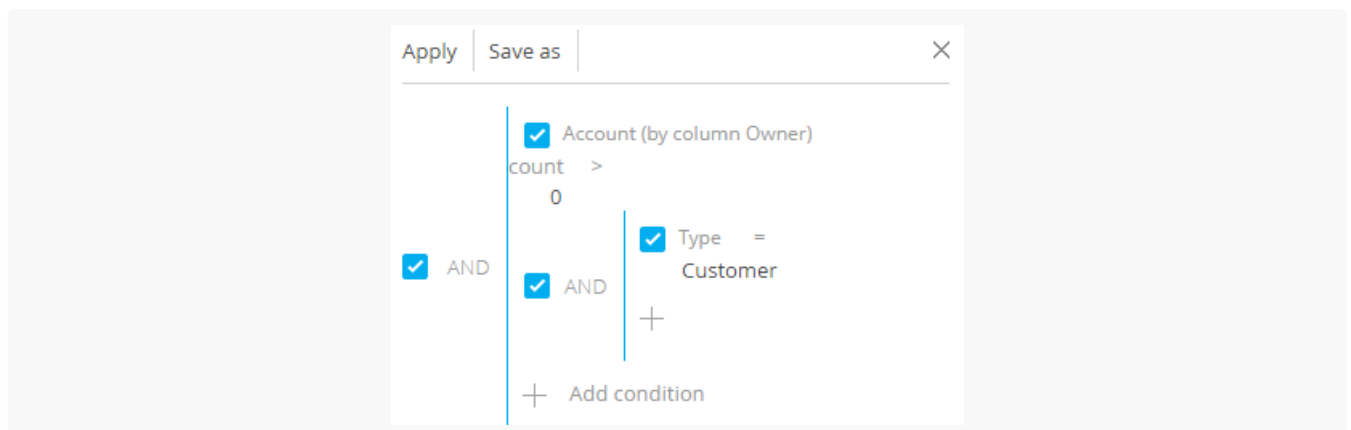 Apply Save as
Account (by column Owner)
count >
0
Type =
AND
Customer
AND
Add condition